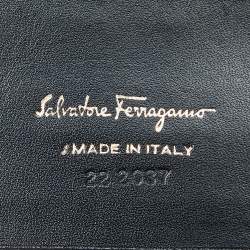 Salvatore Ferragamo
MADE IN ITALY
22 2037